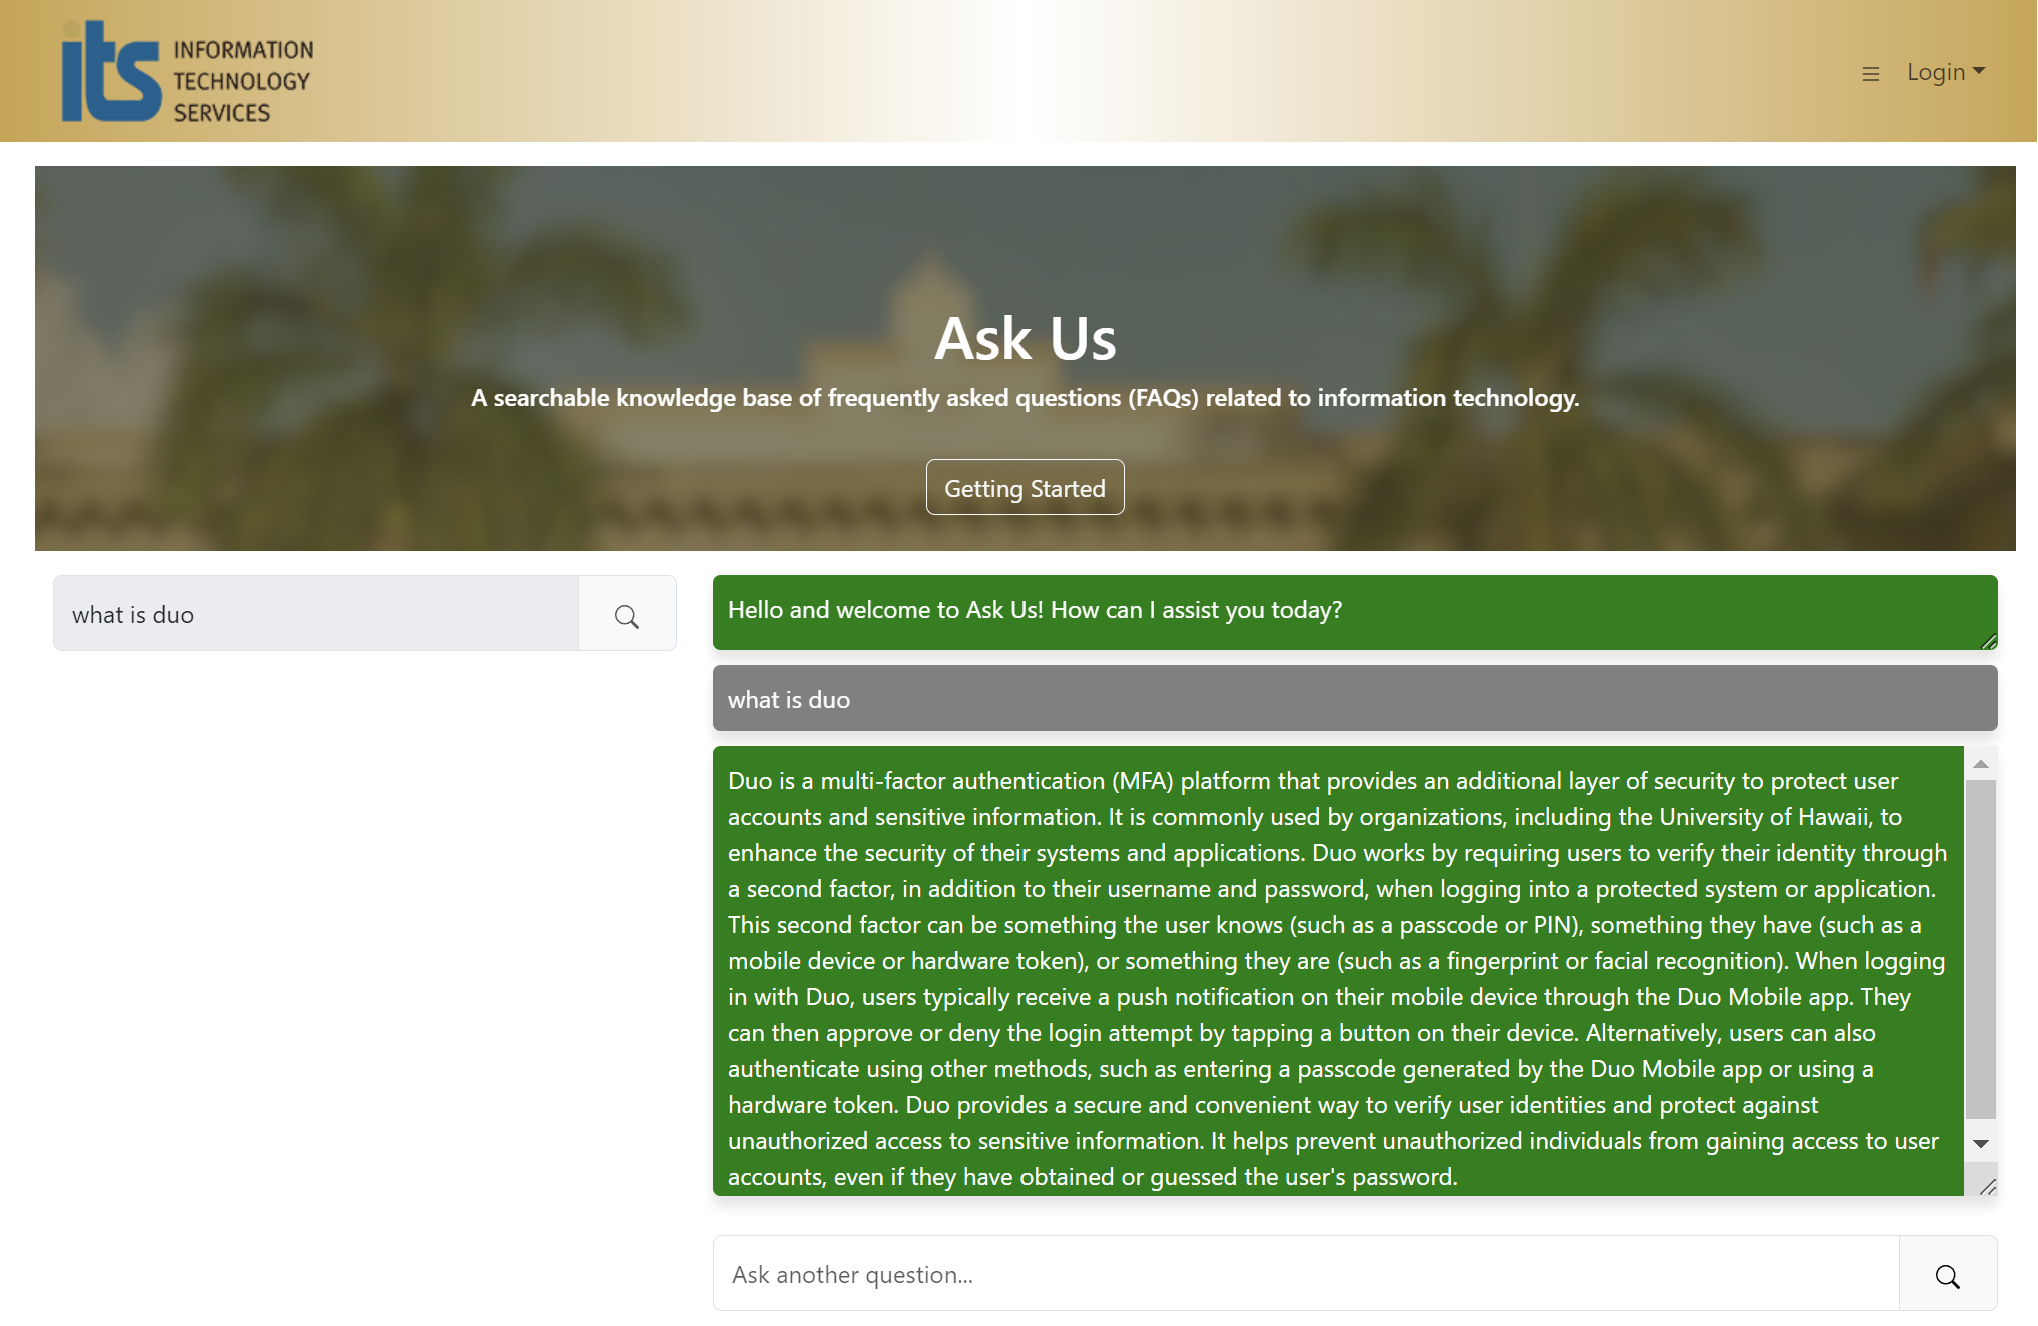 its INFORMATION
TECHNOLOGY
SERVICES
Login
Ask Us
A searchable knowledge base of frequently asked questions (FAQs) related to information technology.
Getting Started
what is duo
Hello and welcome to Ask Us! How can I assist you today?
what is duo
Duo is a multi-factor authentication (MFA) platform that provides an additional layer of security to protect user
accounts and sensitive information. It is commonly used by organizations, including the University of Hawaii, to
enhance the security of their systems and applications. Duo works by requiring users to verify their identity through
a second factor, in addition to their username and password, when logging into a protected system or application.
This second factor can be something the user knows (such as a passcode or PIN), something they have (such as a
mobile device or hardware token), or something they are (such as a fingerprint or facial recognition). When logging
in with Duo, users typically receive a push notification on their mobile device through the Duo Mobile app. They
can then approve or deny the login attempt by tapping a button on their device. Alternatively, users can also
authenticate using other methods, such as entering a passcode generated by the Duo Mobile app or using a
hardware token. Duo provides a secure and convenient way to verify user identities and protect against
unauthorized access to sensitive information. It helps prevent unauthorized individuals from gaining access to user
accounts, even if they have obtained or guessed the user's password.
Ask another question...